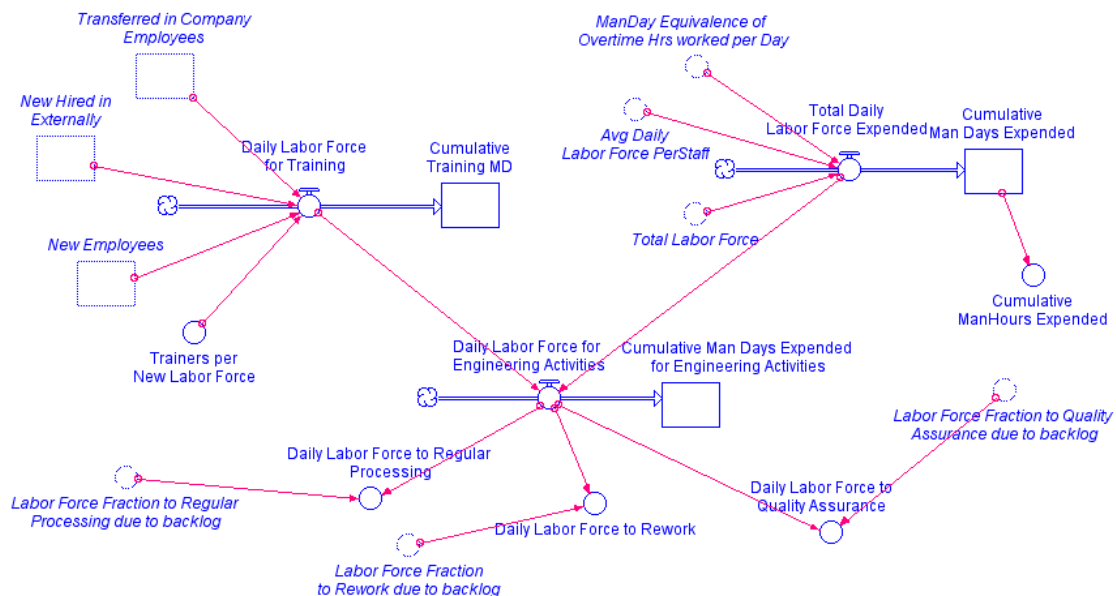 Transferred in Company
Employees
ManDay Equivalence of
Overtime Hrs worked per Day
New Hired in
Externally
Daily Labor Force
for Training
Cumulative
Training MD
Avg Daily
Labor Force PerStaff
Total Daily
Labor Force Expended
Cumulative
Man Days Expended
New Employees
Total Labor Force
Cumulative
ManHours Expended
Trainers per
New Labor Force
Daily Labor Force for
Engineering Activities
Cumulative Man Days Expended
for Engineering Activities
Labor Force Fraction to Quality
Assurance due to backlog
Daily Labor Force to Regular
Processing
Labor Force Fraction to Regular
Processing due to backlog
Daily Labor Force to Rework
Daily Labor Force to
Quality Assurance
Labor Force Fraction
to Rework due to backlog